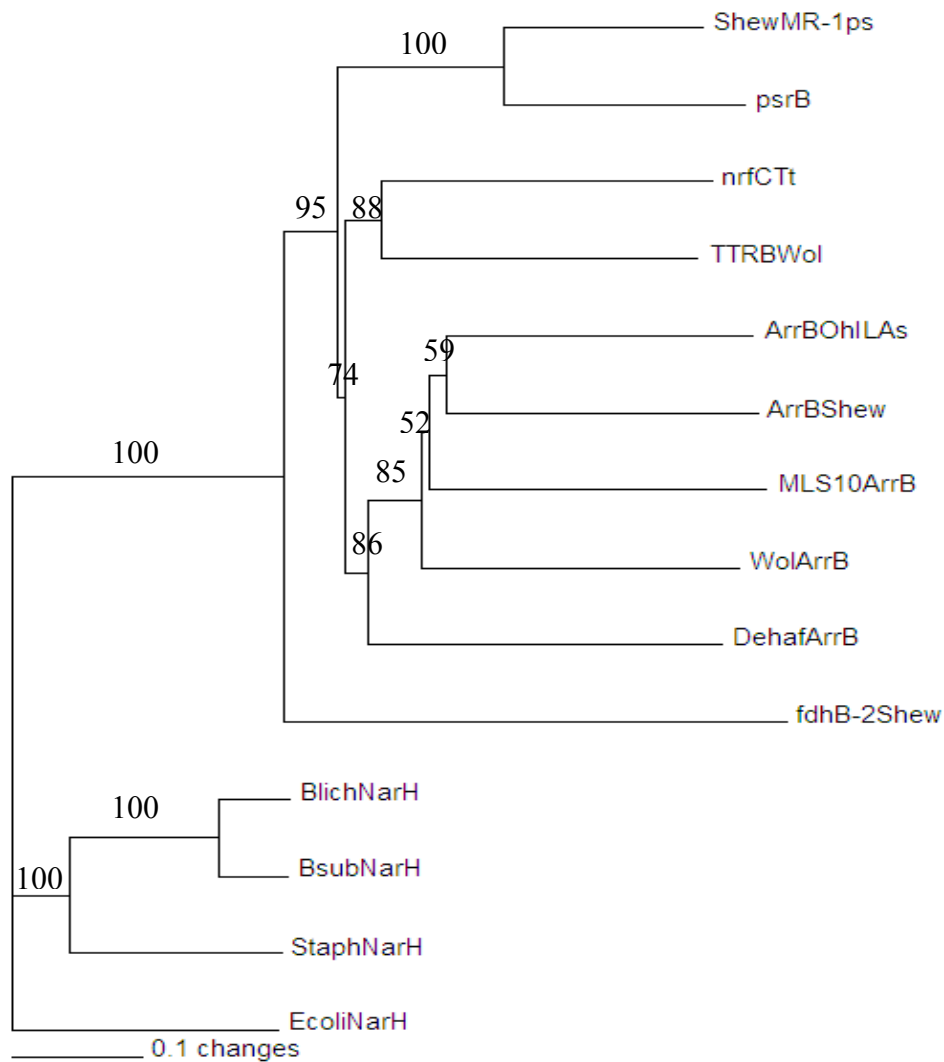 ShewMR-1ps
100
psrB
nrfCTt
95
88
TTRBWol
ArrBOhILAs
59
74
ArrBShew
52
100
85
MLS10ArrB
86
WolArrB
DehafArrB
fdhB-2Shew
BlichNarH
100
BsubNarH
100
StaphNarH
EcoliNarH
0.1 changes